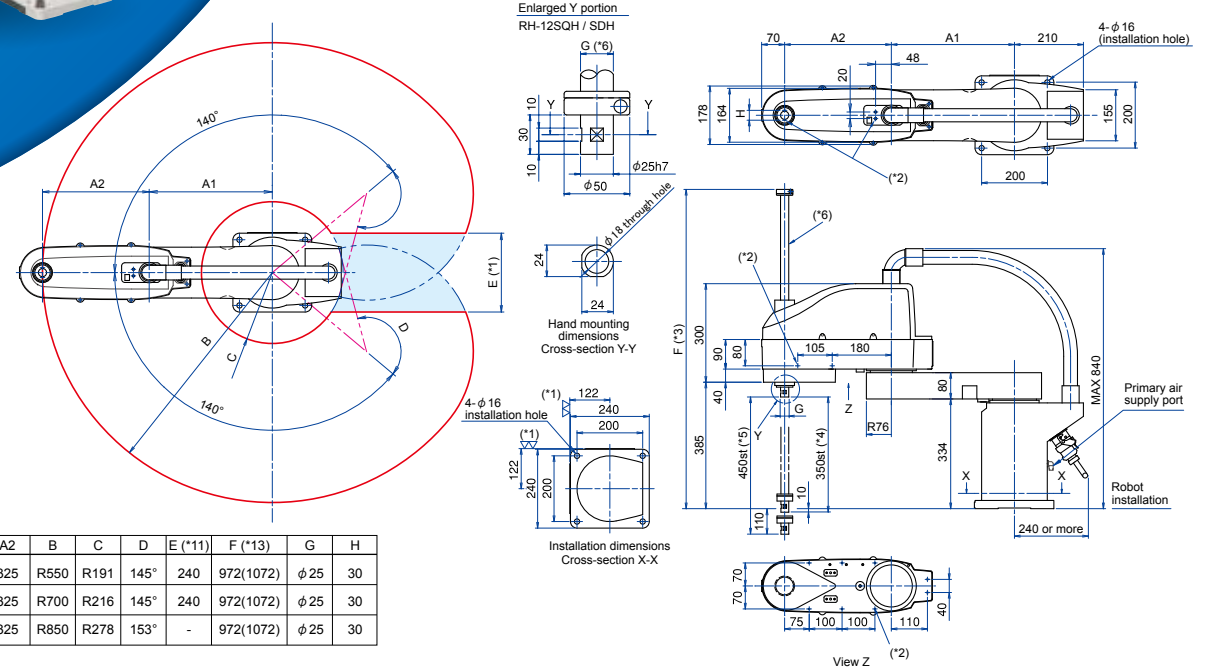 Enlarged Y portion
RH-12SQH / SDH
G (*6)
10
30
10
Y
Y
φ25h7
φ50
φ18 through hole
24
24
Hand mounting
dimensions
Cross-section Y-Y
140°
A2
A1
E (*1)
B
C
D
140°
4-φ16
installation hole
(*1)
122
240
200
(*1)
122
240
200
Installation dimensions
Cross-section X-X
70
A2
A1
210
4-φ16
(installation hole)
20
48
178
164
H
155
200
200
(*2)
(*6)
(*2)
F (*3)
300
90
80
105
180
40
G
Z
Y
385
450st (*5)
350st (*4)
10
110
80
R76
334
MAX 840
Primary air
supply port
X
X
Robot
installation
240 or more
70
70
75
100
100
110
40
(*2)
View Z
A2 B C D E (*11) F (*13) G H
R550 R191 145° 240 972(1072) φ25 30
R700 R216 145° 240 972(1072) φ25 30
R850 R278 153° - 972(1072) φ25 30